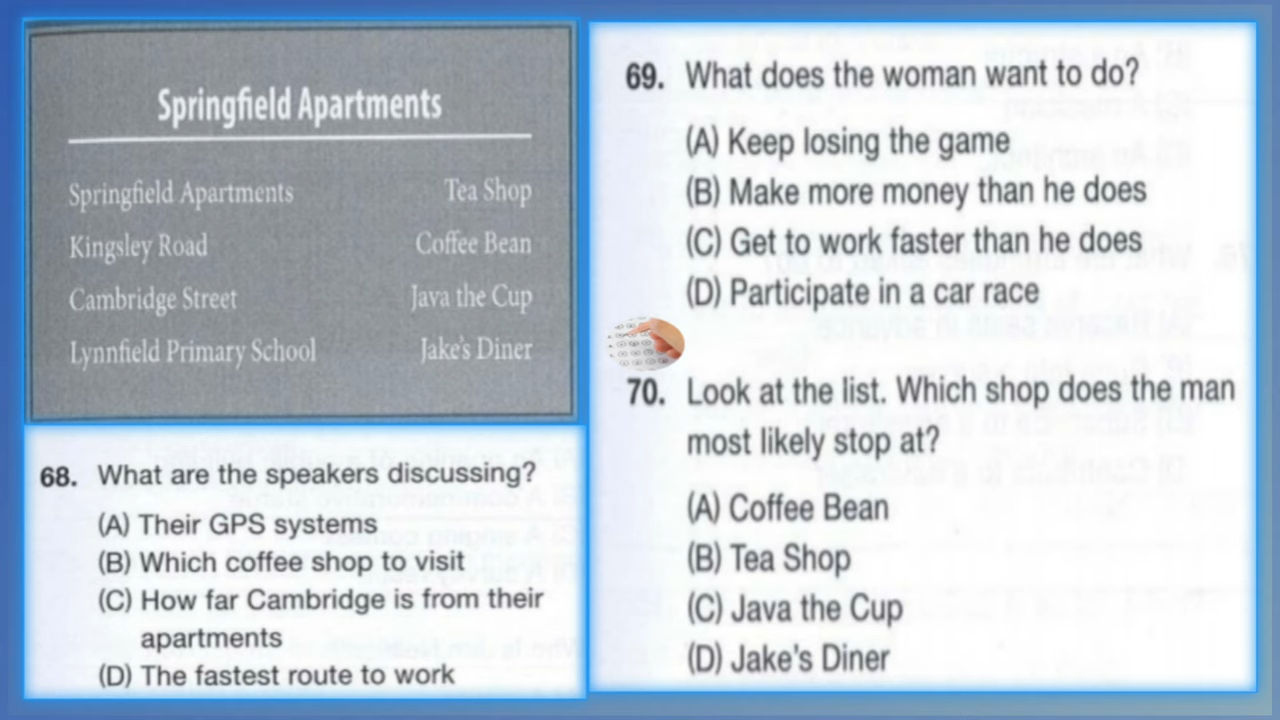 Springfield Apartments
Springfield Apartments Tea Shop
Kingsley Road Coffee Bean
Cambridge Street Java the Cup
Lynnfield Primary School Jake's Diner
68. What are the speakers discussing?
(A) Their GPS systems
(B) Which coffee shop to visit
(C) How far Cambridge is from their
apartments
(D) The fastest route to work
69. What does the woman want to do?
(A) Keep losing the game
(B) Make more money than he does
(C) Get to work faster than he does
(D) Participate in a car race
70. Look at the list. Which shop does the man
most likely stop at?
(A) Coffee Bean
(B) Tea Shop
(C) Java the Cup
(D) Jake's Diner